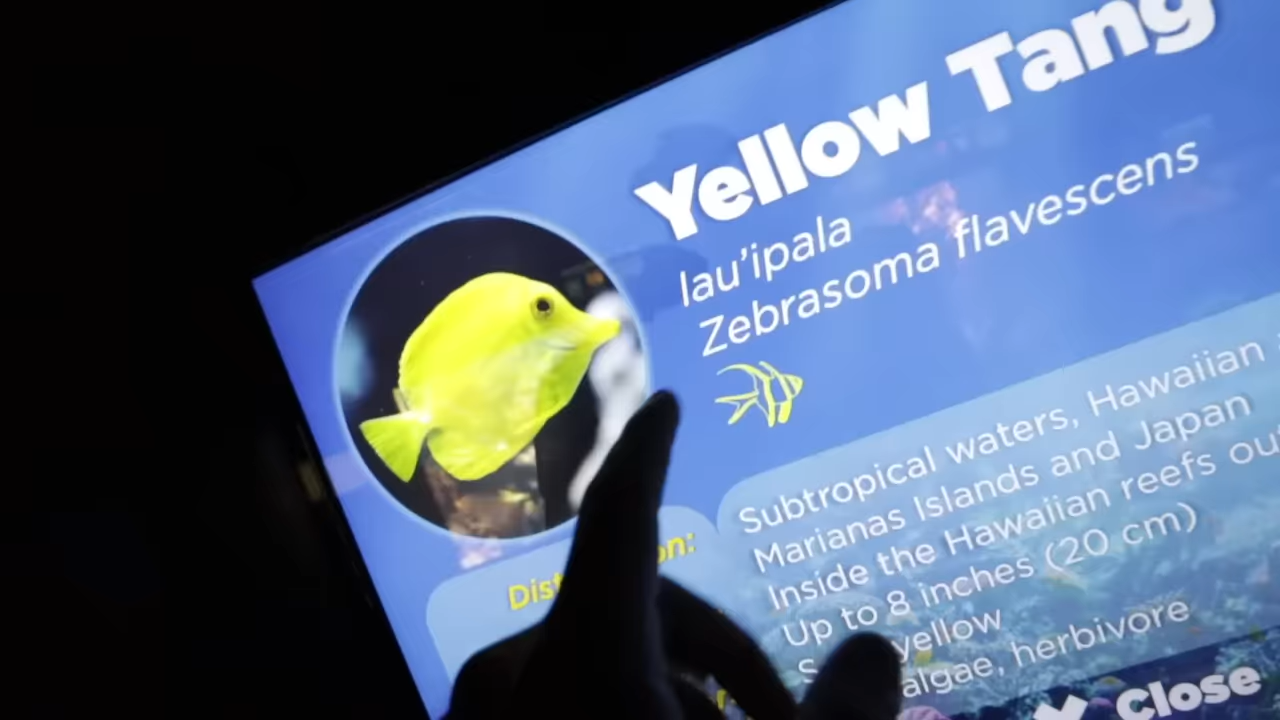 Yellow Tang
lau'ipala
Zebrasoma flavescens
Subtropical waters, Hawaiian
Marianas Islands and Japan
Inside the Hawaiian reefs
Up to 8 inches (20 cm)
yellow
algae, herbivore
Close